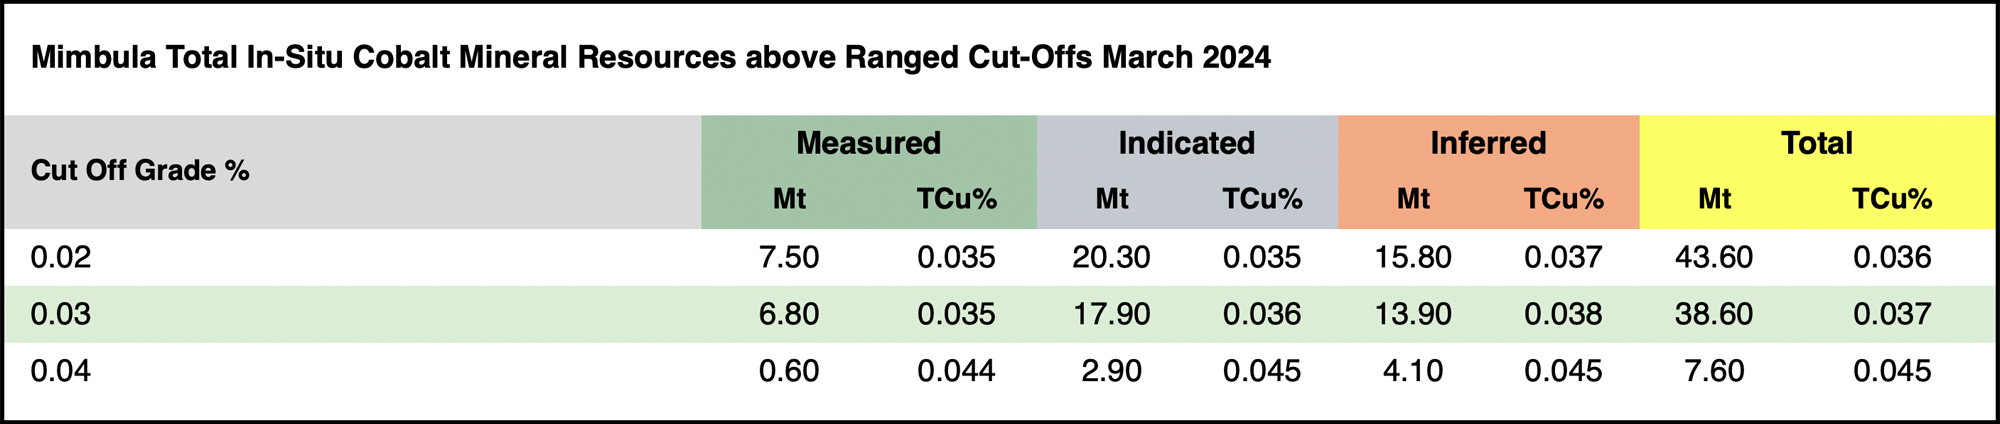 Mimbula Total In-Situ Cobalt Mineral Resources above Ranged Cut-Offs March 2024
Cut Off Grade % Measured Indicated Inferred Total
Mt TCu% Mt TCu% Mt TCu% Mt TCu%
0.02 7.50 0.035 20.30 0.035 15.80 0.037 43.60 0.036
0.03 6.80 0.035 17.90 0.036 13.90 0.038 38.60 0.037
0.04 0.60 0.044 2.90 0.045 4.10 0.045 7.60 0.045